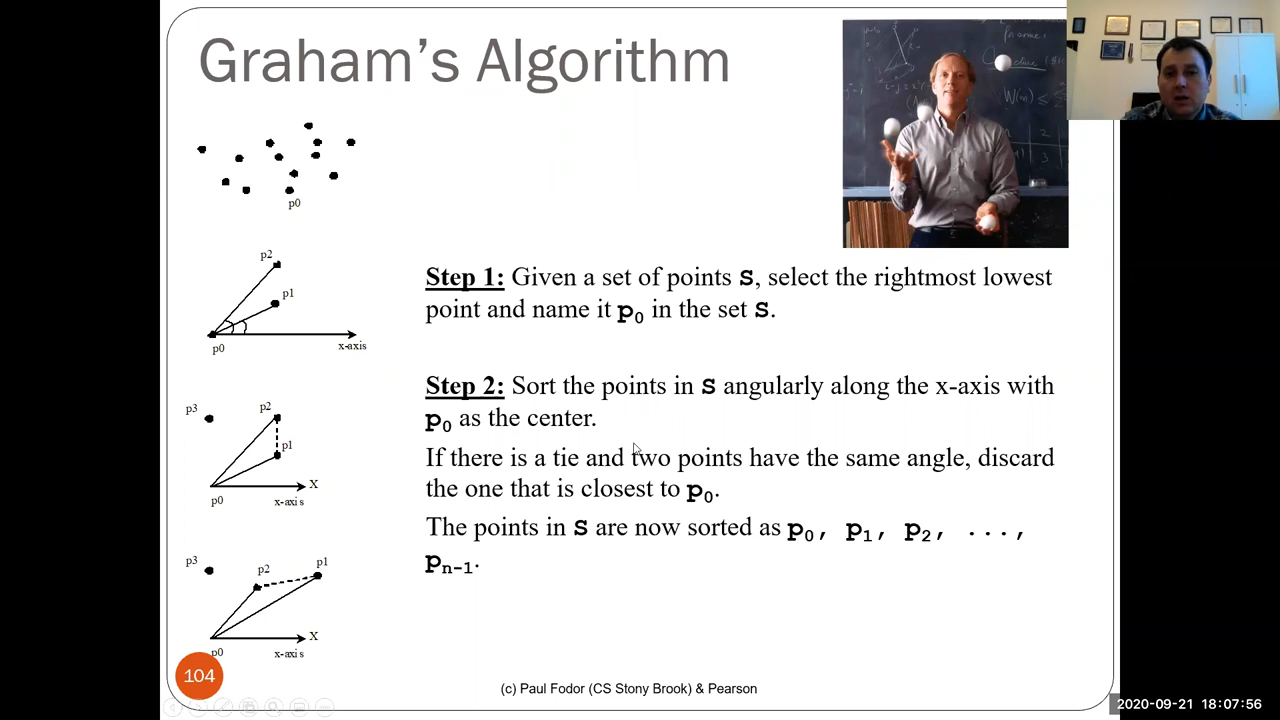 Graham's Algorithm
p0
p2
p1
p0
x-axis
p3
p2
p1
X
p0
x-axis
p3
p2
p1
X
p0
x-axis
Step 1: Given a set of points S, select the rightmost lowest
point and name it p0 in the set S.
Step 2: Sort the points in S angularly along the x-axis with
p0 as the center.
If there is a tie and two points have the same angle, discard
the one that is closest to p0.
The points in S are now sorted as p0, p1, p2, ...,
pn-1.
104
(c) Paul Fodor (CS Stony Brook) & Pearson
2020-09-21 18:07:56